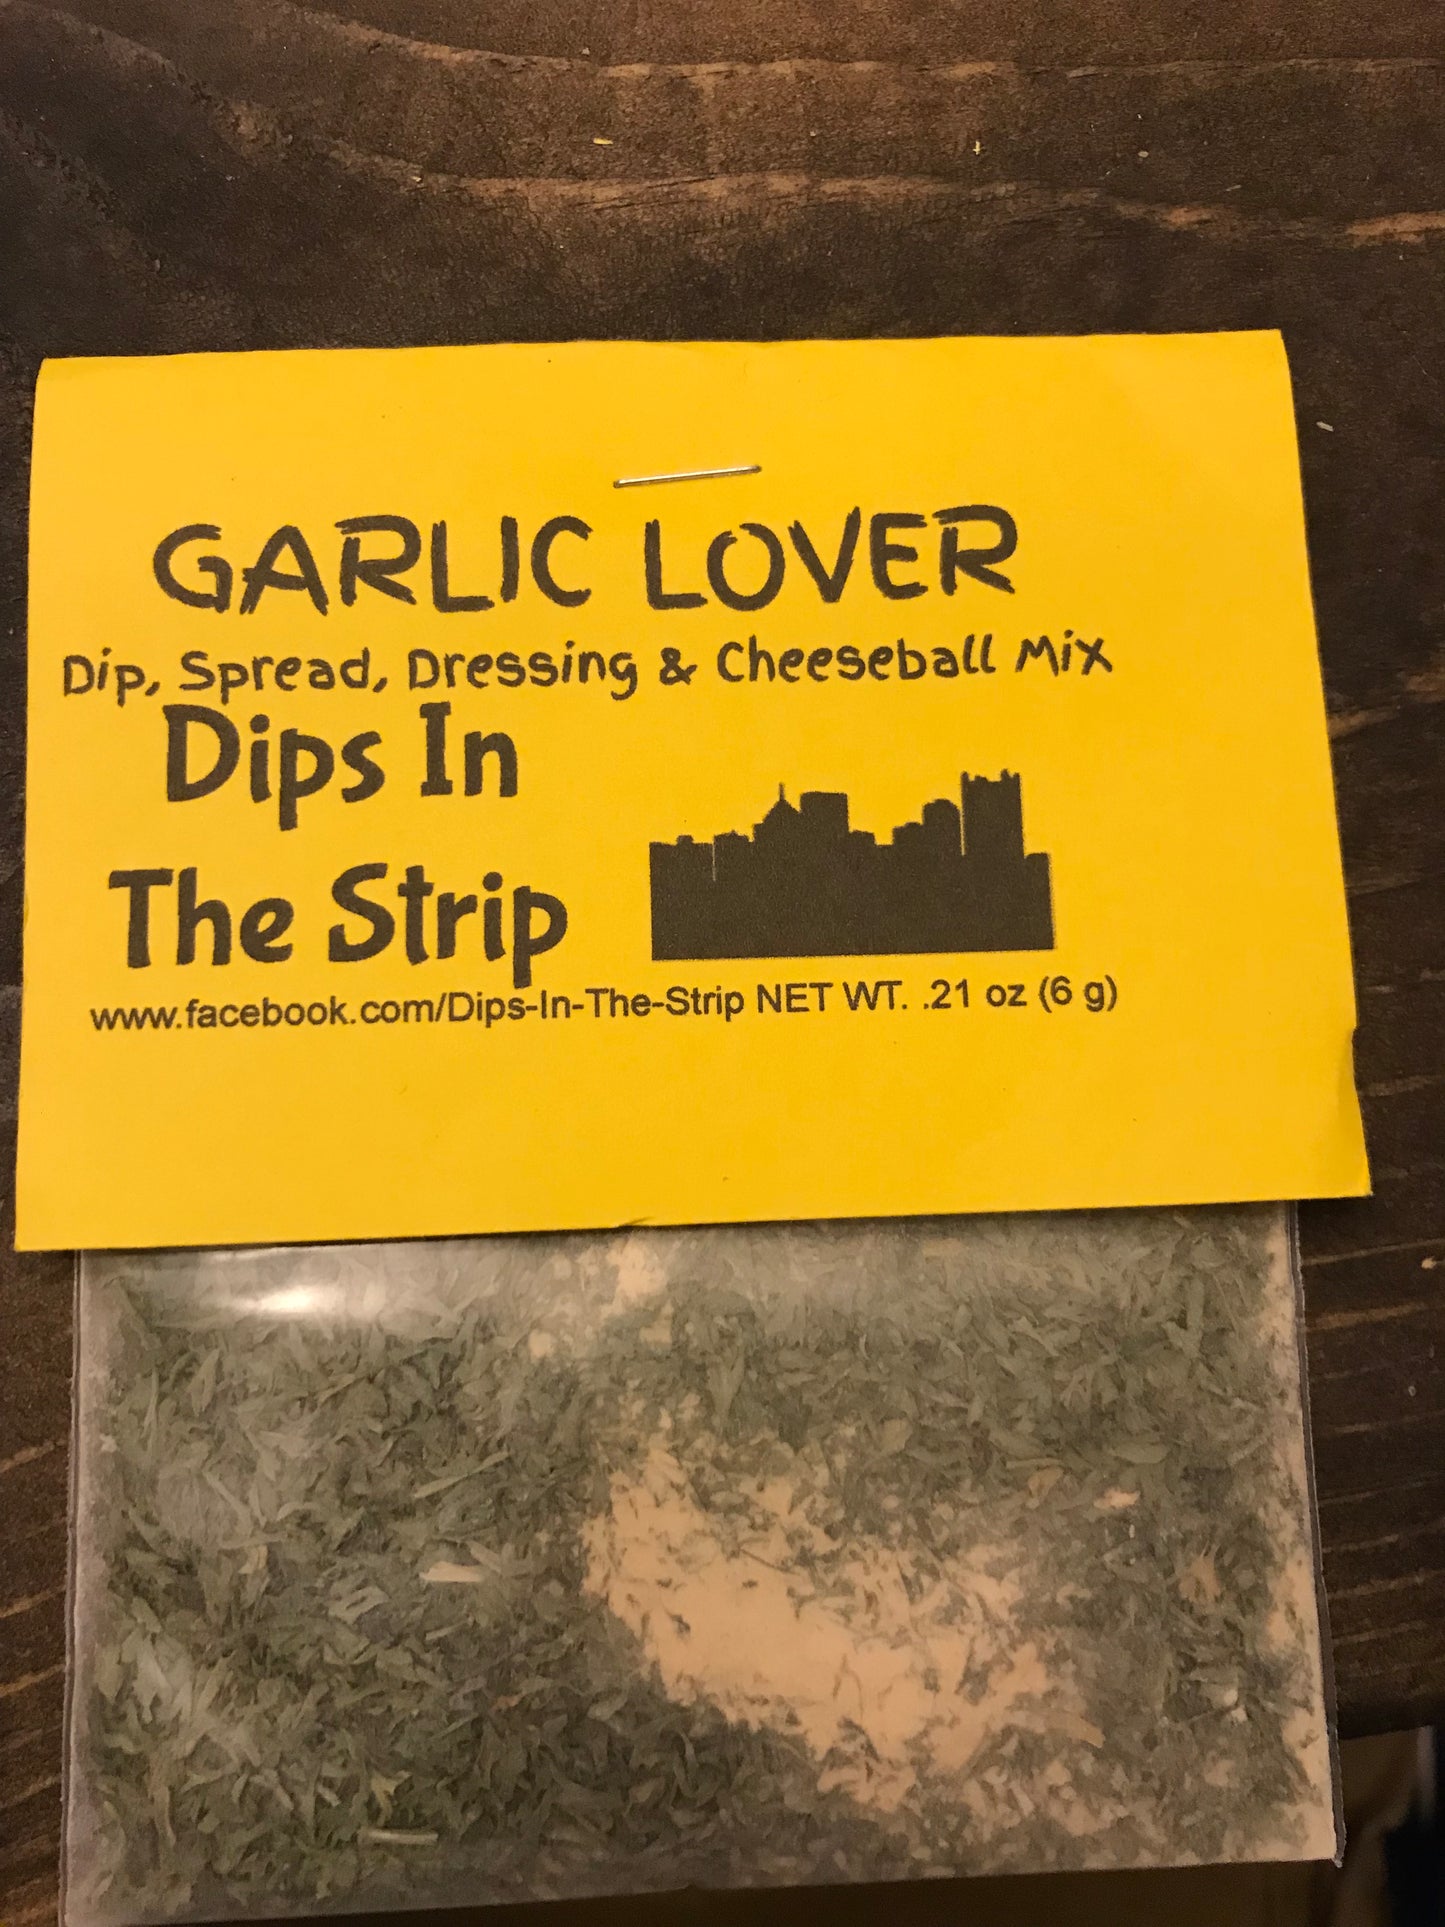 GARLIC LOVER
Dip, Spread, Dressing & Cheeseball Mix
Dips In
The Strip
www.facebook.com/Dips-In-The-Strip NET WT. .21 oz (6 g)